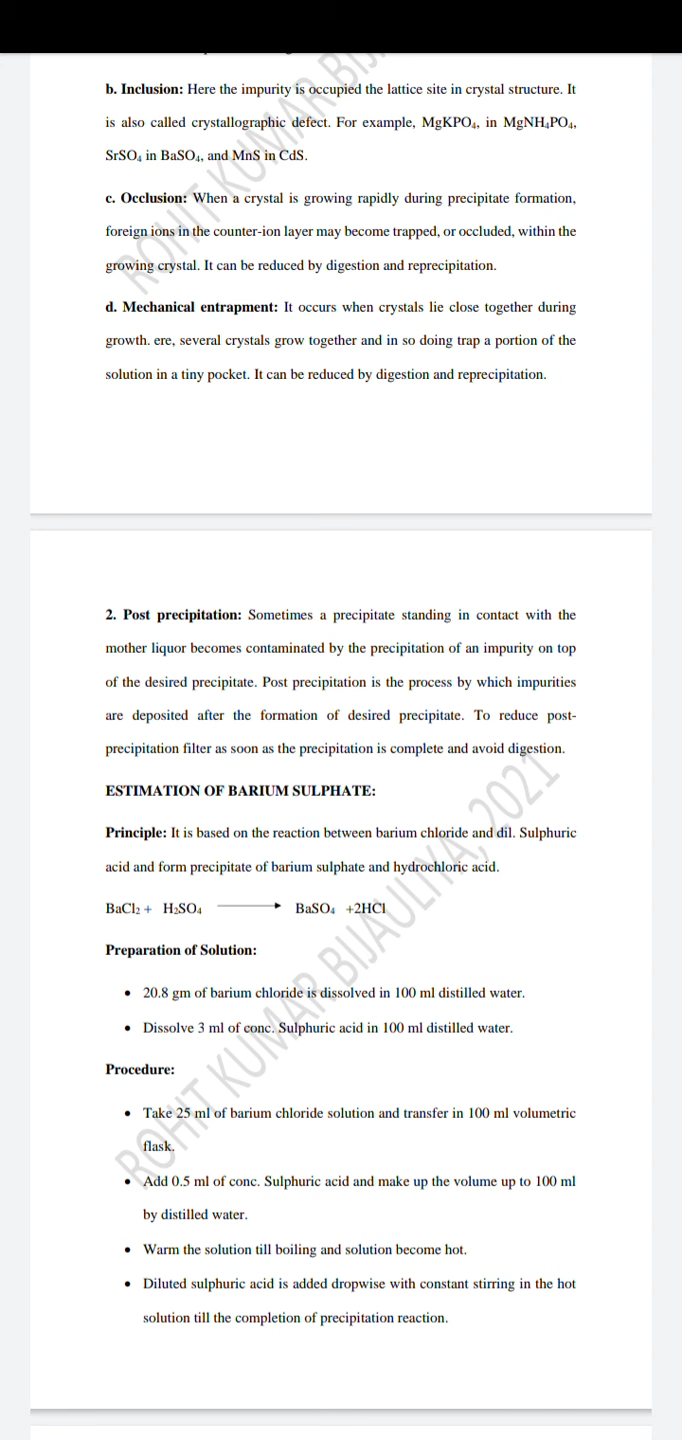 b. Inclusion: Here the impurity is occupied the lattice site in crystal structure. It
is also called crystallographic defect. For example, MgKPO₄, in MgNH₄PO₄,
SrSO₄ in BaSO₄, and MnS in CdS.
c. Occlusion: When a crystal is growing rapidly during precipitate formation,
foreign ions in the counter-ion layer may become trapped, or occluded, within the
growing crystal. It can be reduced by digestion and reprecipitation.
d. Mechanical entrapment: It occurs when crystals lie close together during
growth. ere, several crystals grow together and in so doing trap a portion of the
solution in a tiny pocket. It can be reduced by digestion and reprecipitation.
ROHIT KUMAR
2. Post precipitation: Sometimes a precipitate standing in contact with the
mother liquor becomes contaminated by the precipitation of an impurity on top
of the desired precipitate. Post precipitation is the process by which impurities
are deposited after the formation of desired precipitate. To reduce post-
precipitation filter as soon as the precipitation is complete and avoid digestion.
ESTIMATION OF BARIUM SULPHATE:
Principle: It is based on the reaction between barium chloride and dil. Sulphuric
acid and form precipitate of barium sulphate and hydrochloric acid.
BaCl₂ + H₂SO₄ → BaSO₄ +2HCl
Preparation of Solution:
• 20.8 gm of barium chloride is dissolved in 100 ml distilled water.
• Dissolve 3 ml of conc. Sulphuric acid in 100 ml distilled water.
Procedure:
• Take 25 ml of barium chloride solution and transfer in 100 ml volumetric
flask.
• Add 0.5 ml of conc. Sulphuric acid and make up the volume up to 100 ml
by distilled water.
• Warm the solution till boiling and solution become hot.
• Diluted sulphuric acid is added dropwise with constant stirring in the hot
solution till the completion of precipitation reaction.
ROHIT KUMAR BIJAULIYA, 2021